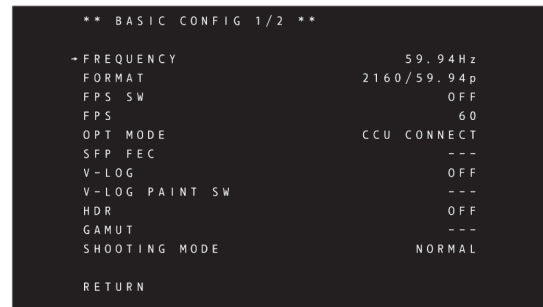 ** BASIC CONFIG 1/2 **
→FREQUENCY 59.94Hz
FORMAT 2160/59.94p
FPS SW OFF
FPS 60
OPT MODE CCU CONNECT
SFP FEC ---
V-LOG OFF
V-LOG PAINT SW ---
HDR OFF
GAMUT ---
SHOOTING MODE NORMAL
RETURN